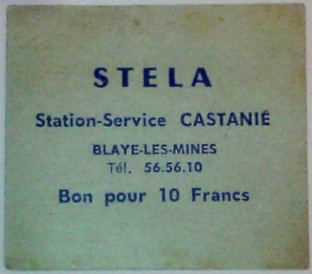 STELA
Station-Service CASTANIÉ
BLAYE-LES-MINES
Tél. 56.56.10
Bon pour 10 Francs